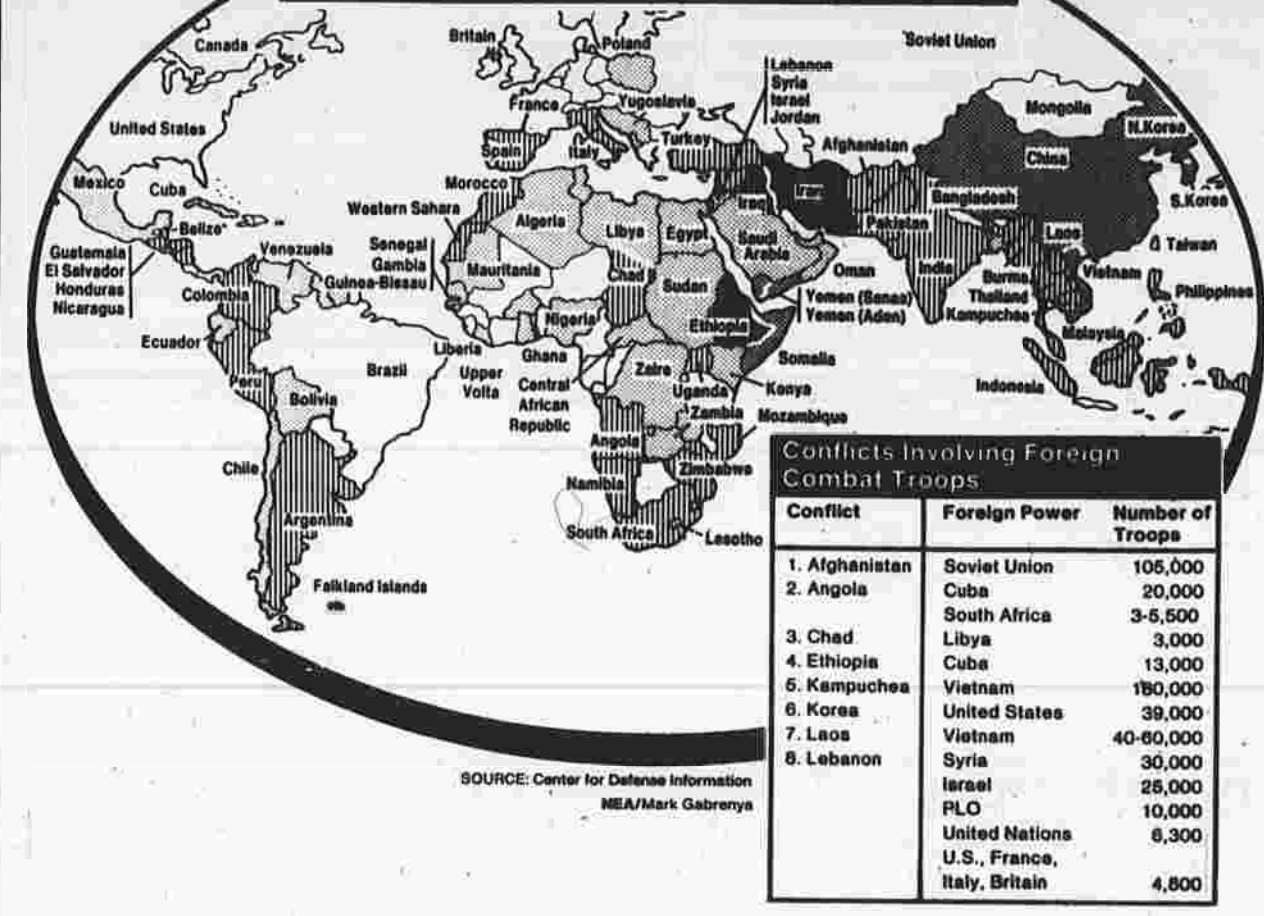 Canada
Britain
Poland
Soviet Union
Lebanon
Syria
Israel
Jordan
Mongolia
United States
France
Yugoslavia
Turkey
Afghanistan
N.Korea
China
Spain
Italy
Mexico
Cuba
Morocco
Iraq
Iran
Bangladesh
S.Korea
Western Sahara
Algeria
Libya
Egypt
Saudi
Arabia
Pakistan
Laos
Taiwan
Belize
Guatemala
El Salvador
Honduras
Nicaragua
Venezuela
Senegal
Gambia
Guinea-Bissau
Mauritania
Chad
Sudan
Oman
India
Burma
Thailand
Kampuchea
Vietnam
Philippines
Colombia
Nigeria
Ethiopia
Yemen (Sanaa)
Yemen (Aden)
Malaysia
Ecuador
Liberia
Ghana
Somalia
Peru
Brazil
Upper
Volta
Central
African
Republic
Zaire
Uganda
Kenya
Indonesia
Bolivia
Zambia
Mozambique
Angola
Chile
Namibia
Zimbabwe
Argentina
South Africa
Lesotho
Falkland Islands
Conflicts Involving Foreign
Combat Troops
Conflict Foreign Power Number of
Troops
1. Afghanistan Soviet Union 105,000
2. Angola Cuba 20,000
South Africa 3-5,500
3. Chad Libya 3,000
4. Ethiopia Cuba 13,000
5. Kampuchea Vietnam 180,000
6. Korea United States 39,000
7. Laos Vietnam 40-60,000
8. Lebanon Syria 30,000
Israel 25,000
PLO 10,000
United Nations 6,300
U.S., France,
Italy, Britain 4,800
SOURCE: Center for Defense Information
NEA/Mark Gabrenya